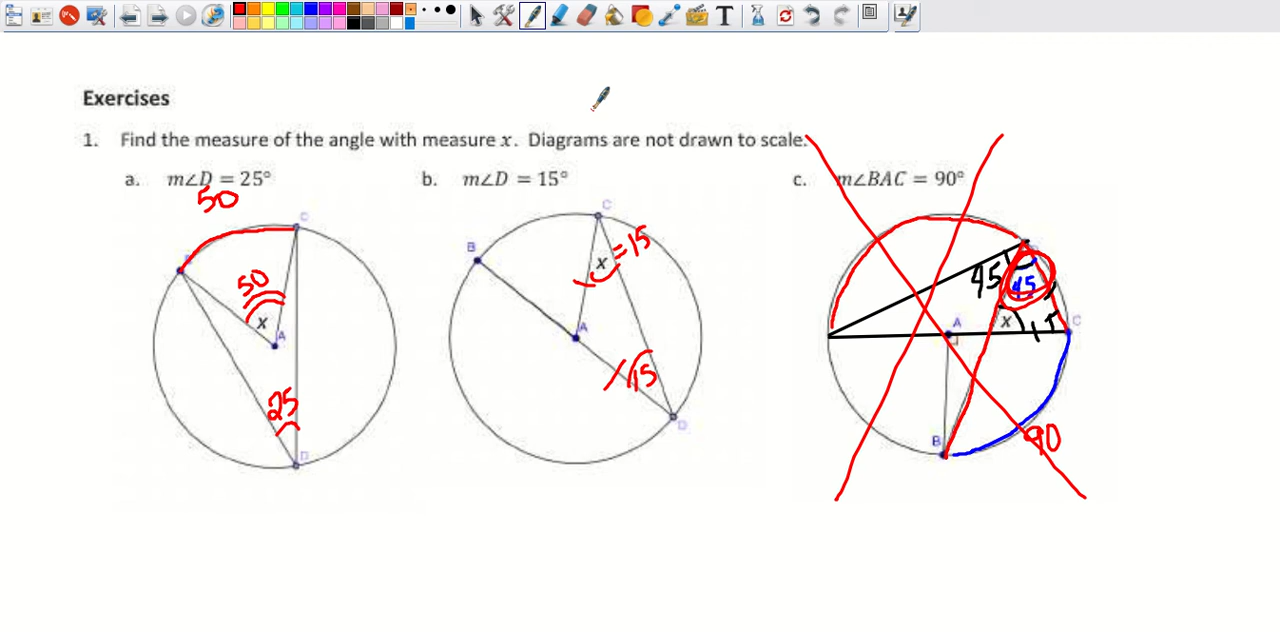 Exercises
1. Find the measure of the angle with measure x. Diagrams are not drawn to scale.
a. m∠D = 25° b. m∠D = 15° c. m∠BAC = 90°
50
C
50
x
A
25
D
B
C
x
=15
A
15
D
45
45
A
x
C
B
90